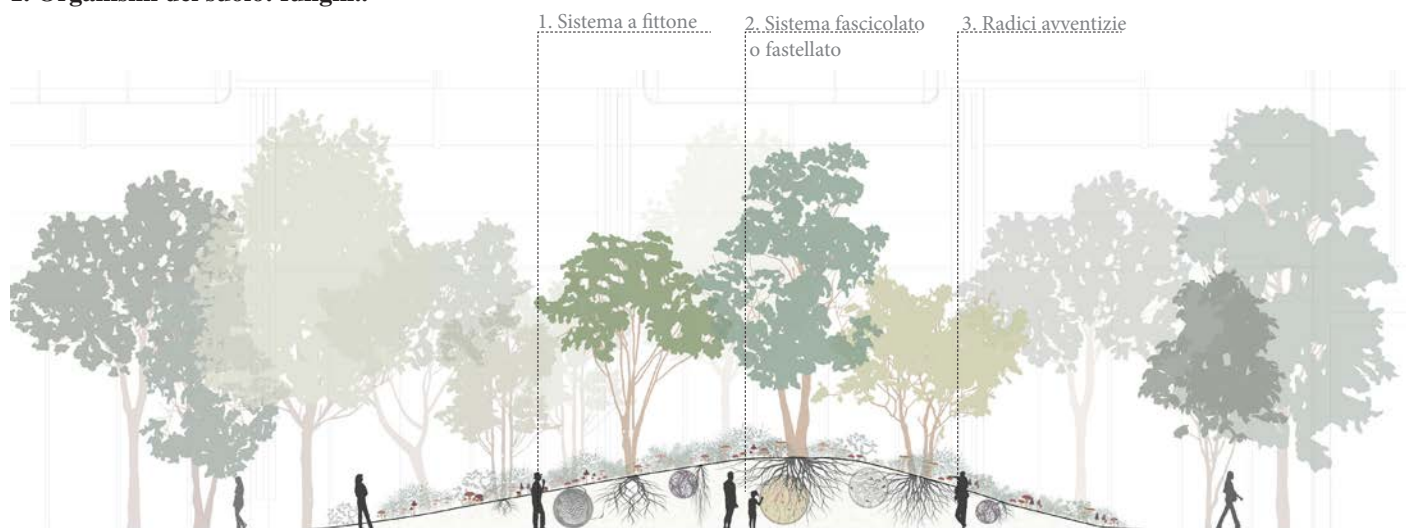 1. Sistema a fittone
2. Sistema fascicolato
o fastellato
3. Radici avventizie